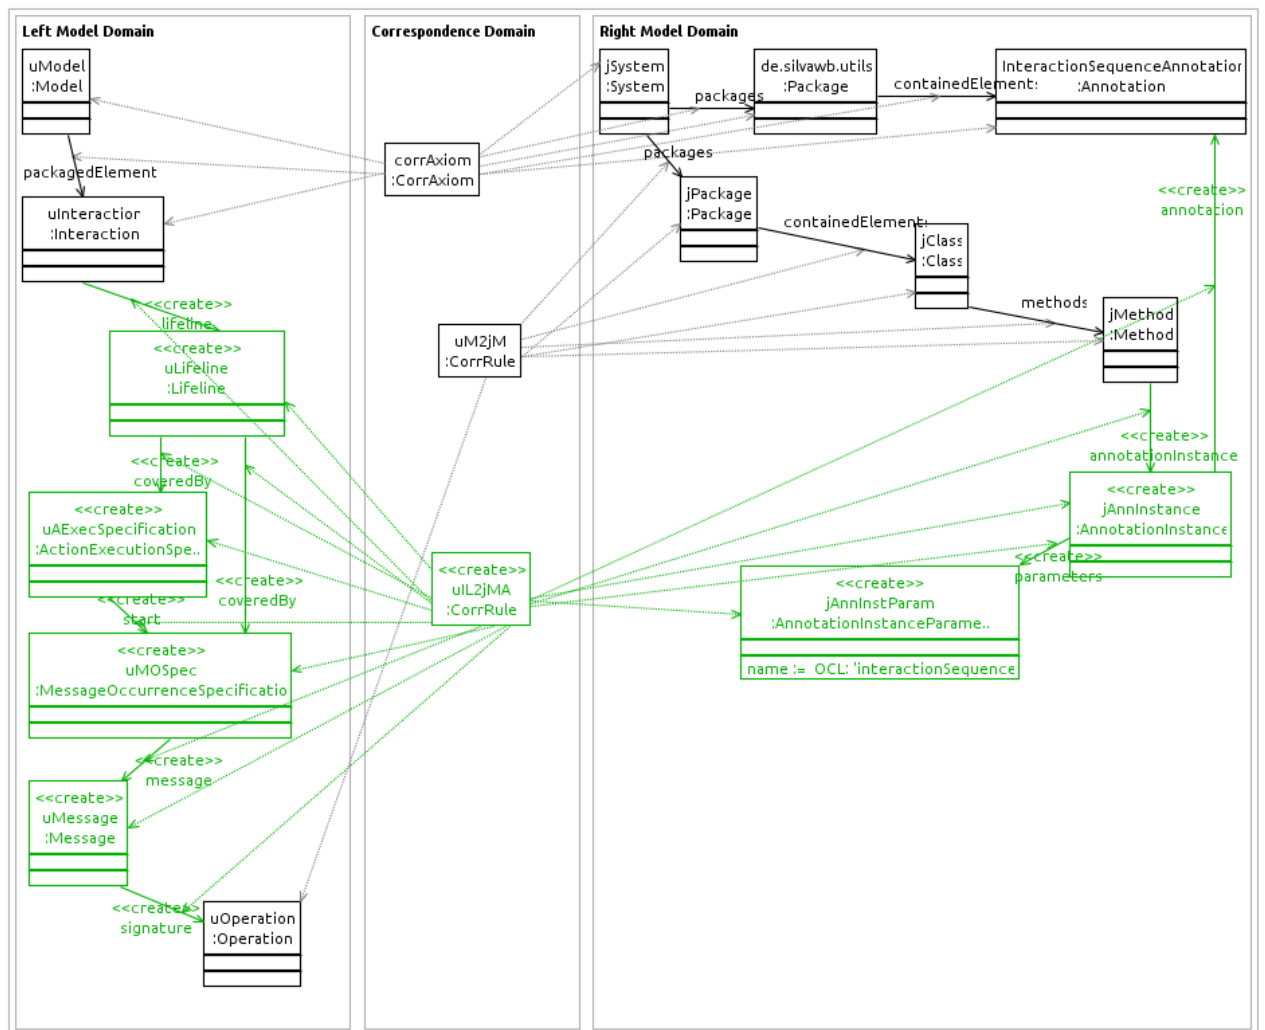 Left Model Domain
uModel
:Model
packagedElement
uInteraction
:Interaction
<<create>>
lifeline
<<create>>
uLifeline
:Lifeline
<<create>>
coveredBy
<<create>>
uAExecSpecification
:ActionExecutionSpe..
<<create>>
coveredBy
<<create>>
start
<<create>>
uMOSpec
:MessageOccurrenceSpecificatio
<<create>>
message
<<create>>
uMessage
:Message
<<create>>
signature
uOperation
:Operation
Correspondence Domain
corrAxiom
:CorrAxiom
uM2jM
:CorrRule
<<create>>
uIL2jMA
:CorrRule
Right Model Domain
jSystem
:System
packages
de.silvawb.utils
:Package
containedElement:
InteractionSequenceAnnotation
:Annotation
packages
jPackage
:Package
containedElement:
jClass
:Class
methods
jMethod
:Method
<<create>>
annotation
<<create>>
annotationInstance
<<create>>
jAnnInstance
:AnnotationInstance
<<create>>
parameters
<<create>>
jAnnInstParam
:AnnotationInstanceParame..
name := OCL: 'interactionSequence